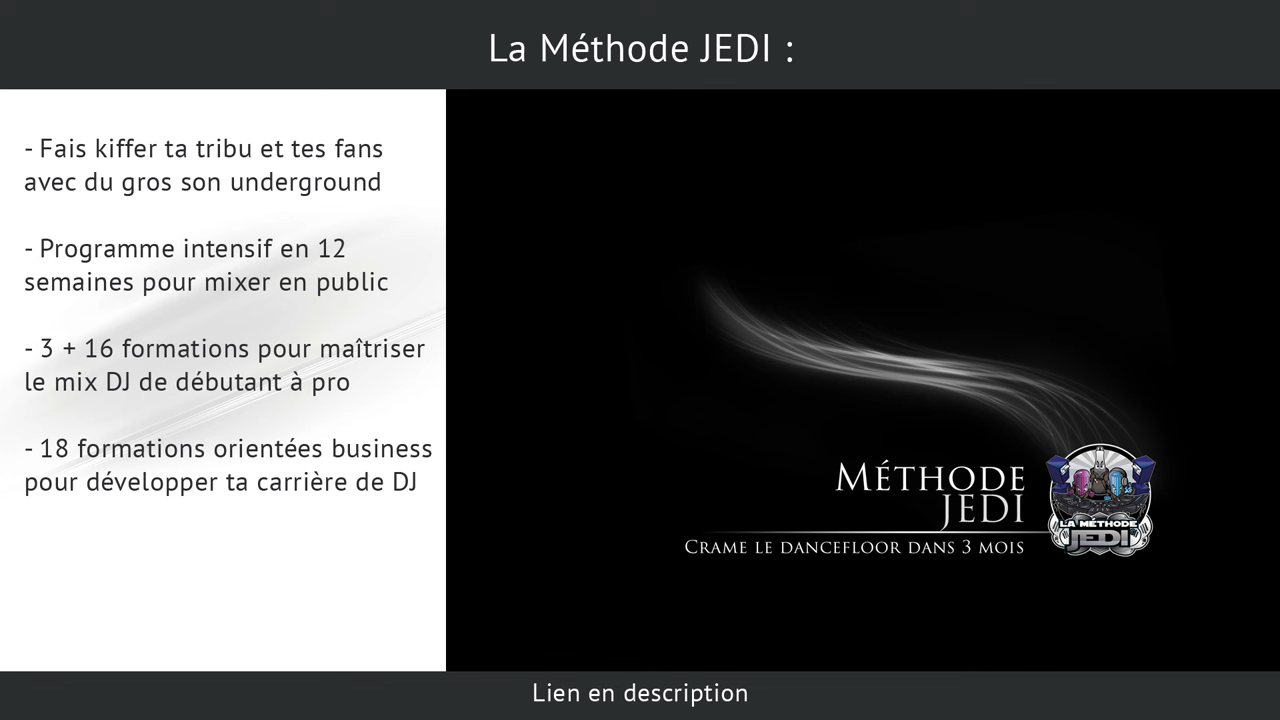 La Méthode JEDI :
- Fais kiffer ta tribu et tes fans
avec du gros son underground
- Programme intensif en 12
semaines pour mixer en public
- 3 + 16 formations pour maîtriser
le mix DJ de débutant à pro
- 18 formations orientées business
pour développer ta carrière de DJ
MÉTHODE
JEDI
CRAME LE DANCEFLOOR DANS 3 MOIS
LA MÉTHODE
JEDI
Lien en description